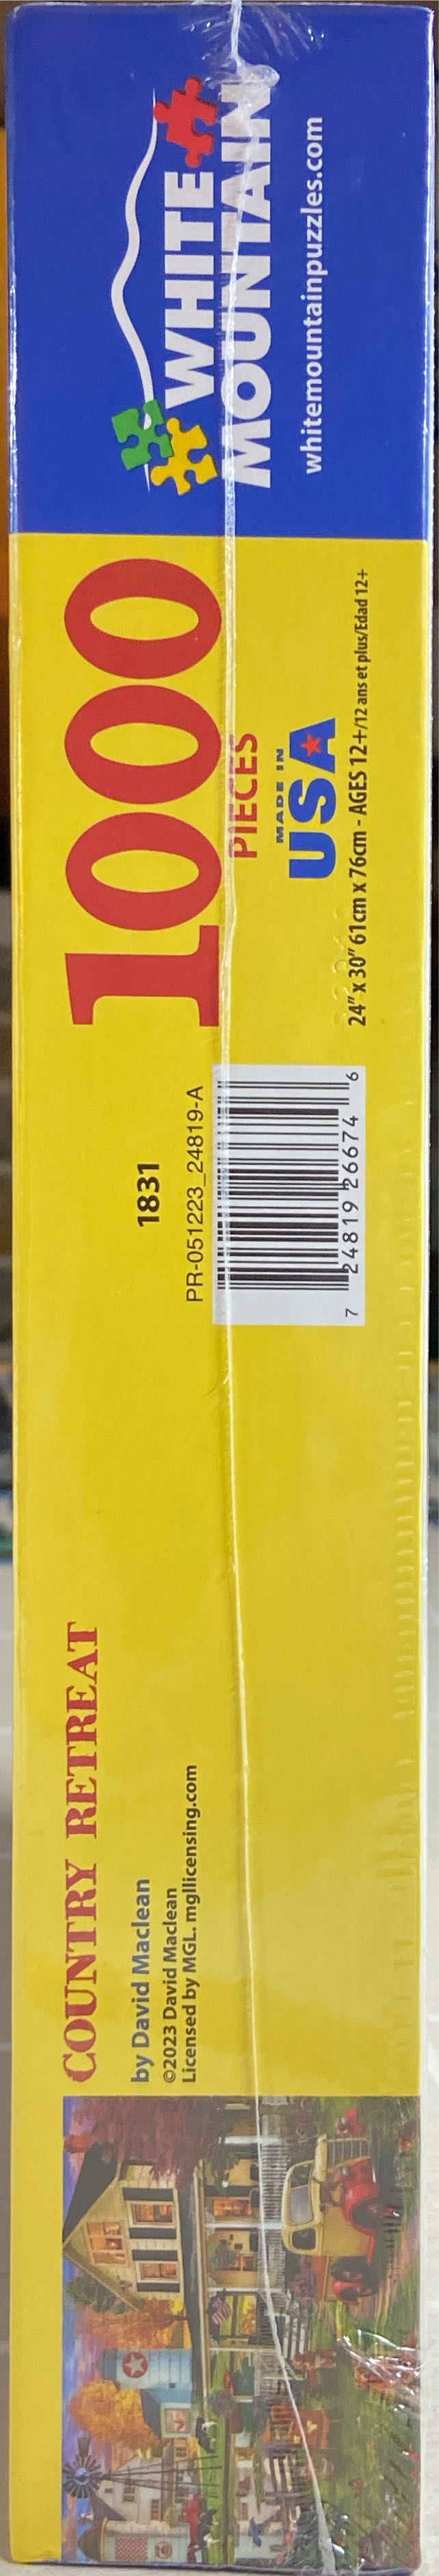 COUNTRY RETREAT
by David Maclean
©2023 David Maclean
Licensed by MGL. mgllicensing.com
1831
PR-051223_24819-A
7 24819 26674 6
1000
PIECES
MADE IN
USA
24" x 30" 61cm x 76cm - AGES 12+/12 ans et plus/Edad 12+
WHITE
MOUNTAIN
whitemountainpuzzles.com